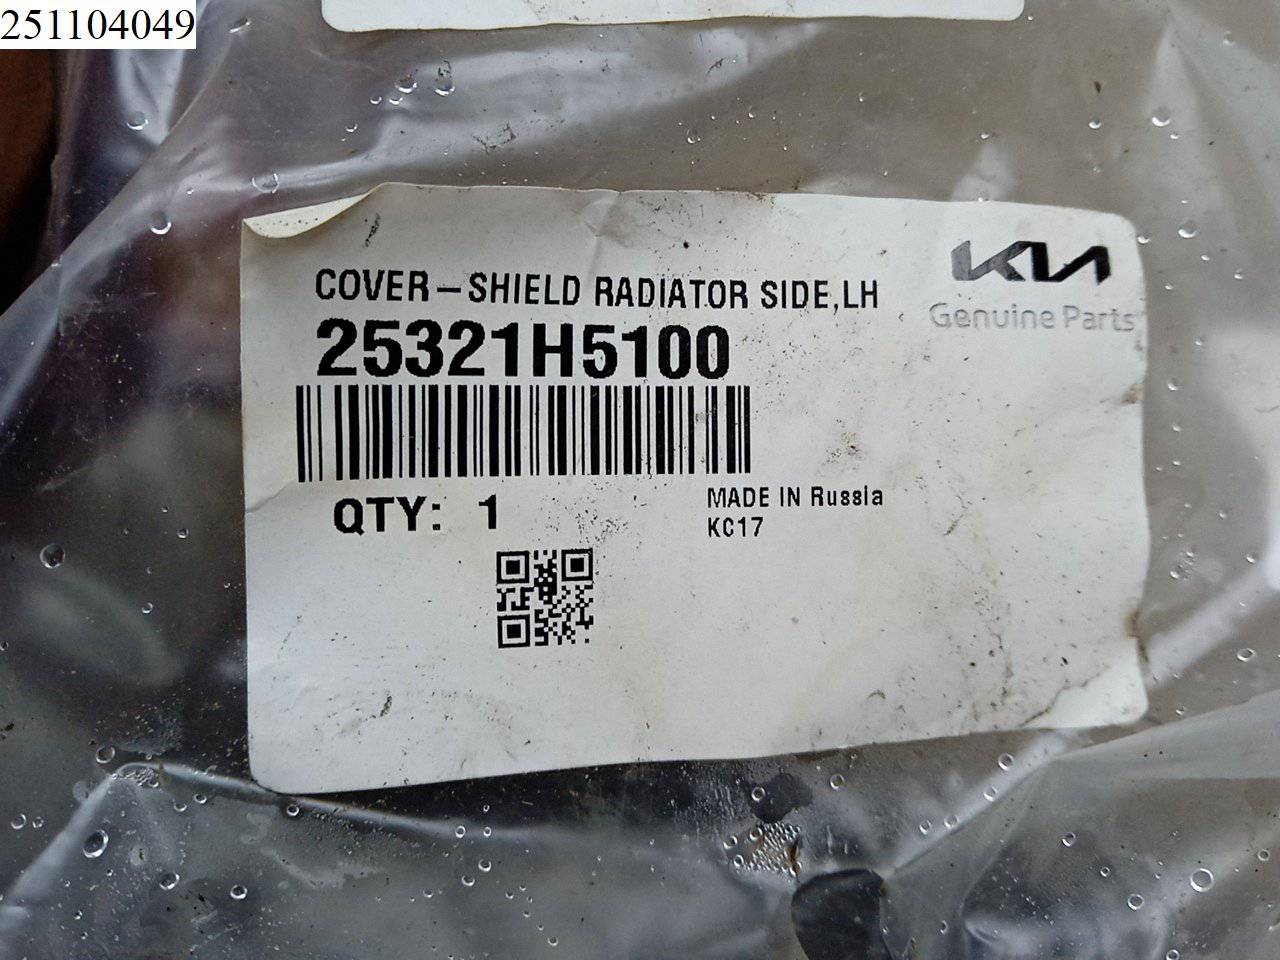 251104049
KIA
Genuine Parts
COVER-SHIELD RADIATOR SIDE,LH
25321H5100
QTY: 1
MADE IN Russia
KC17